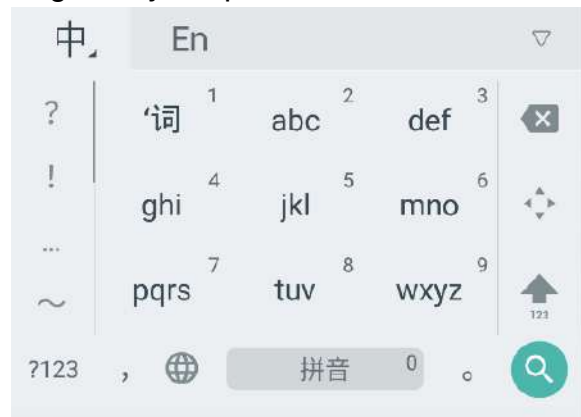 中 En
? '词 1 abc 2 def 3
! ghi 4 jkl 5 mno 6
... pqrs 7 tuv 8 wxyz 9
~ 123
?123 , 拼音 0 。